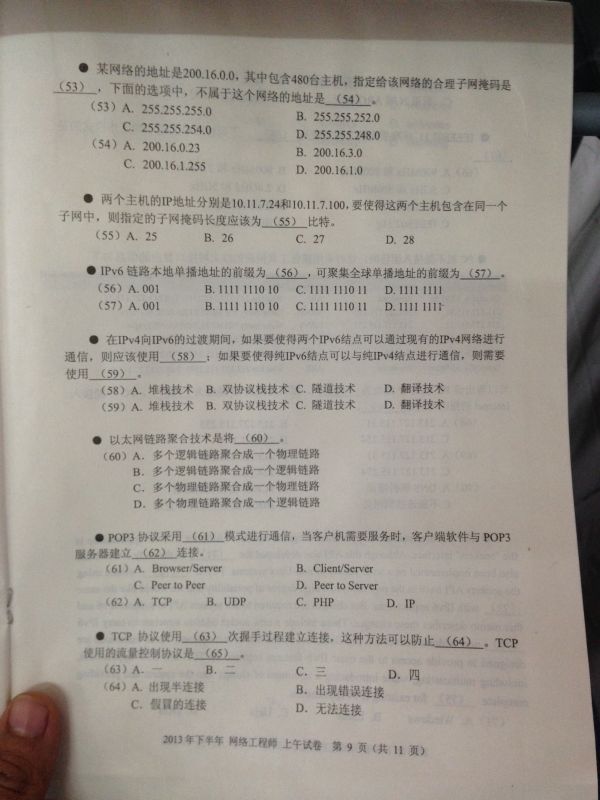 ● 某网络的地址是200.16.0.0，其中包含480台主机，指定给该网络的合理子网掩码是
（53），下面的选项中，不属于这个网络的地址是（54）。
（53）A. 255.255.255.0 B. 255.255.252.0
C. 255.255.254.0 D. 255.255.248.0
（54）A. 200.16.0.23 B. 200.16.3.0
C. 200.16.1.255 D. 200.16.1.0
● 两个主机的IP地址分别是10.11.7.24和10.11.7.100，要使得这两个主机包含在同一个
子网中，则指定的子网掩码长度应该为（55）比特。
（55）A. 25 B. 26 C. 27 D. 28
● IPv6 链路本地单播地址的前缀为（56），可聚集全球单播地址的前缀为（57）。
（56）A. 001 B. 1111 1110 10 C. 1111 1110 11 D. 1111 1111
（57）A. 001 B. 1111 1110 10 C. 1111 1110 11 D. 1111 1111
● 在IPv4向IPv6的过渡期间，如果要使得两个IPv6结点可以通过现有的IPv4网络进行
通信，则应该使用（58）；如果要使得纯IPv6结点可以与纯IPv4结点进行通信，则需要
使用（59）。
（58）A. 堆栈技术 B. 双协议栈技术 C. 隧道技术 D. 翻译技术
（59）A. 堆栈技术 B. 双协议栈技术 C. 隧道技术 D. 翻译技术
● 以太网链路聚合技术是将（60）。
（60）A. 多个逻辑链路聚合成一个物理链路
B. 多个逻辑链路聚合成一个逻辑链路
C. 多个物理链路聚合成一个物理链路
D. 多个物理链路聚合成一个逻辑链路
● POP3 协议采用（61）模式进行通信，当客户机需要服务时，客户端软件与 POP3
服务器建立（62）连接。
（61）A. Browser/Server B. Client/Server
C. Peer to Peer D. Peer to Server
（62）A. TCP B. UDP C. PHP D. IP
● TCP 协议使用（63）次握手过程建立连接，这种方法可以防止（64）。TCP
使用的流量控制协议是（65）。
（63）A. 一 B. 二 C. 三 D. 四
（64）A. 出现半连接 B. 出现错误连接
C. 假冒的连接 D. 无法连接
2013 年下半年 网络工程师 上午试卷 第 9 页（共 11 页）